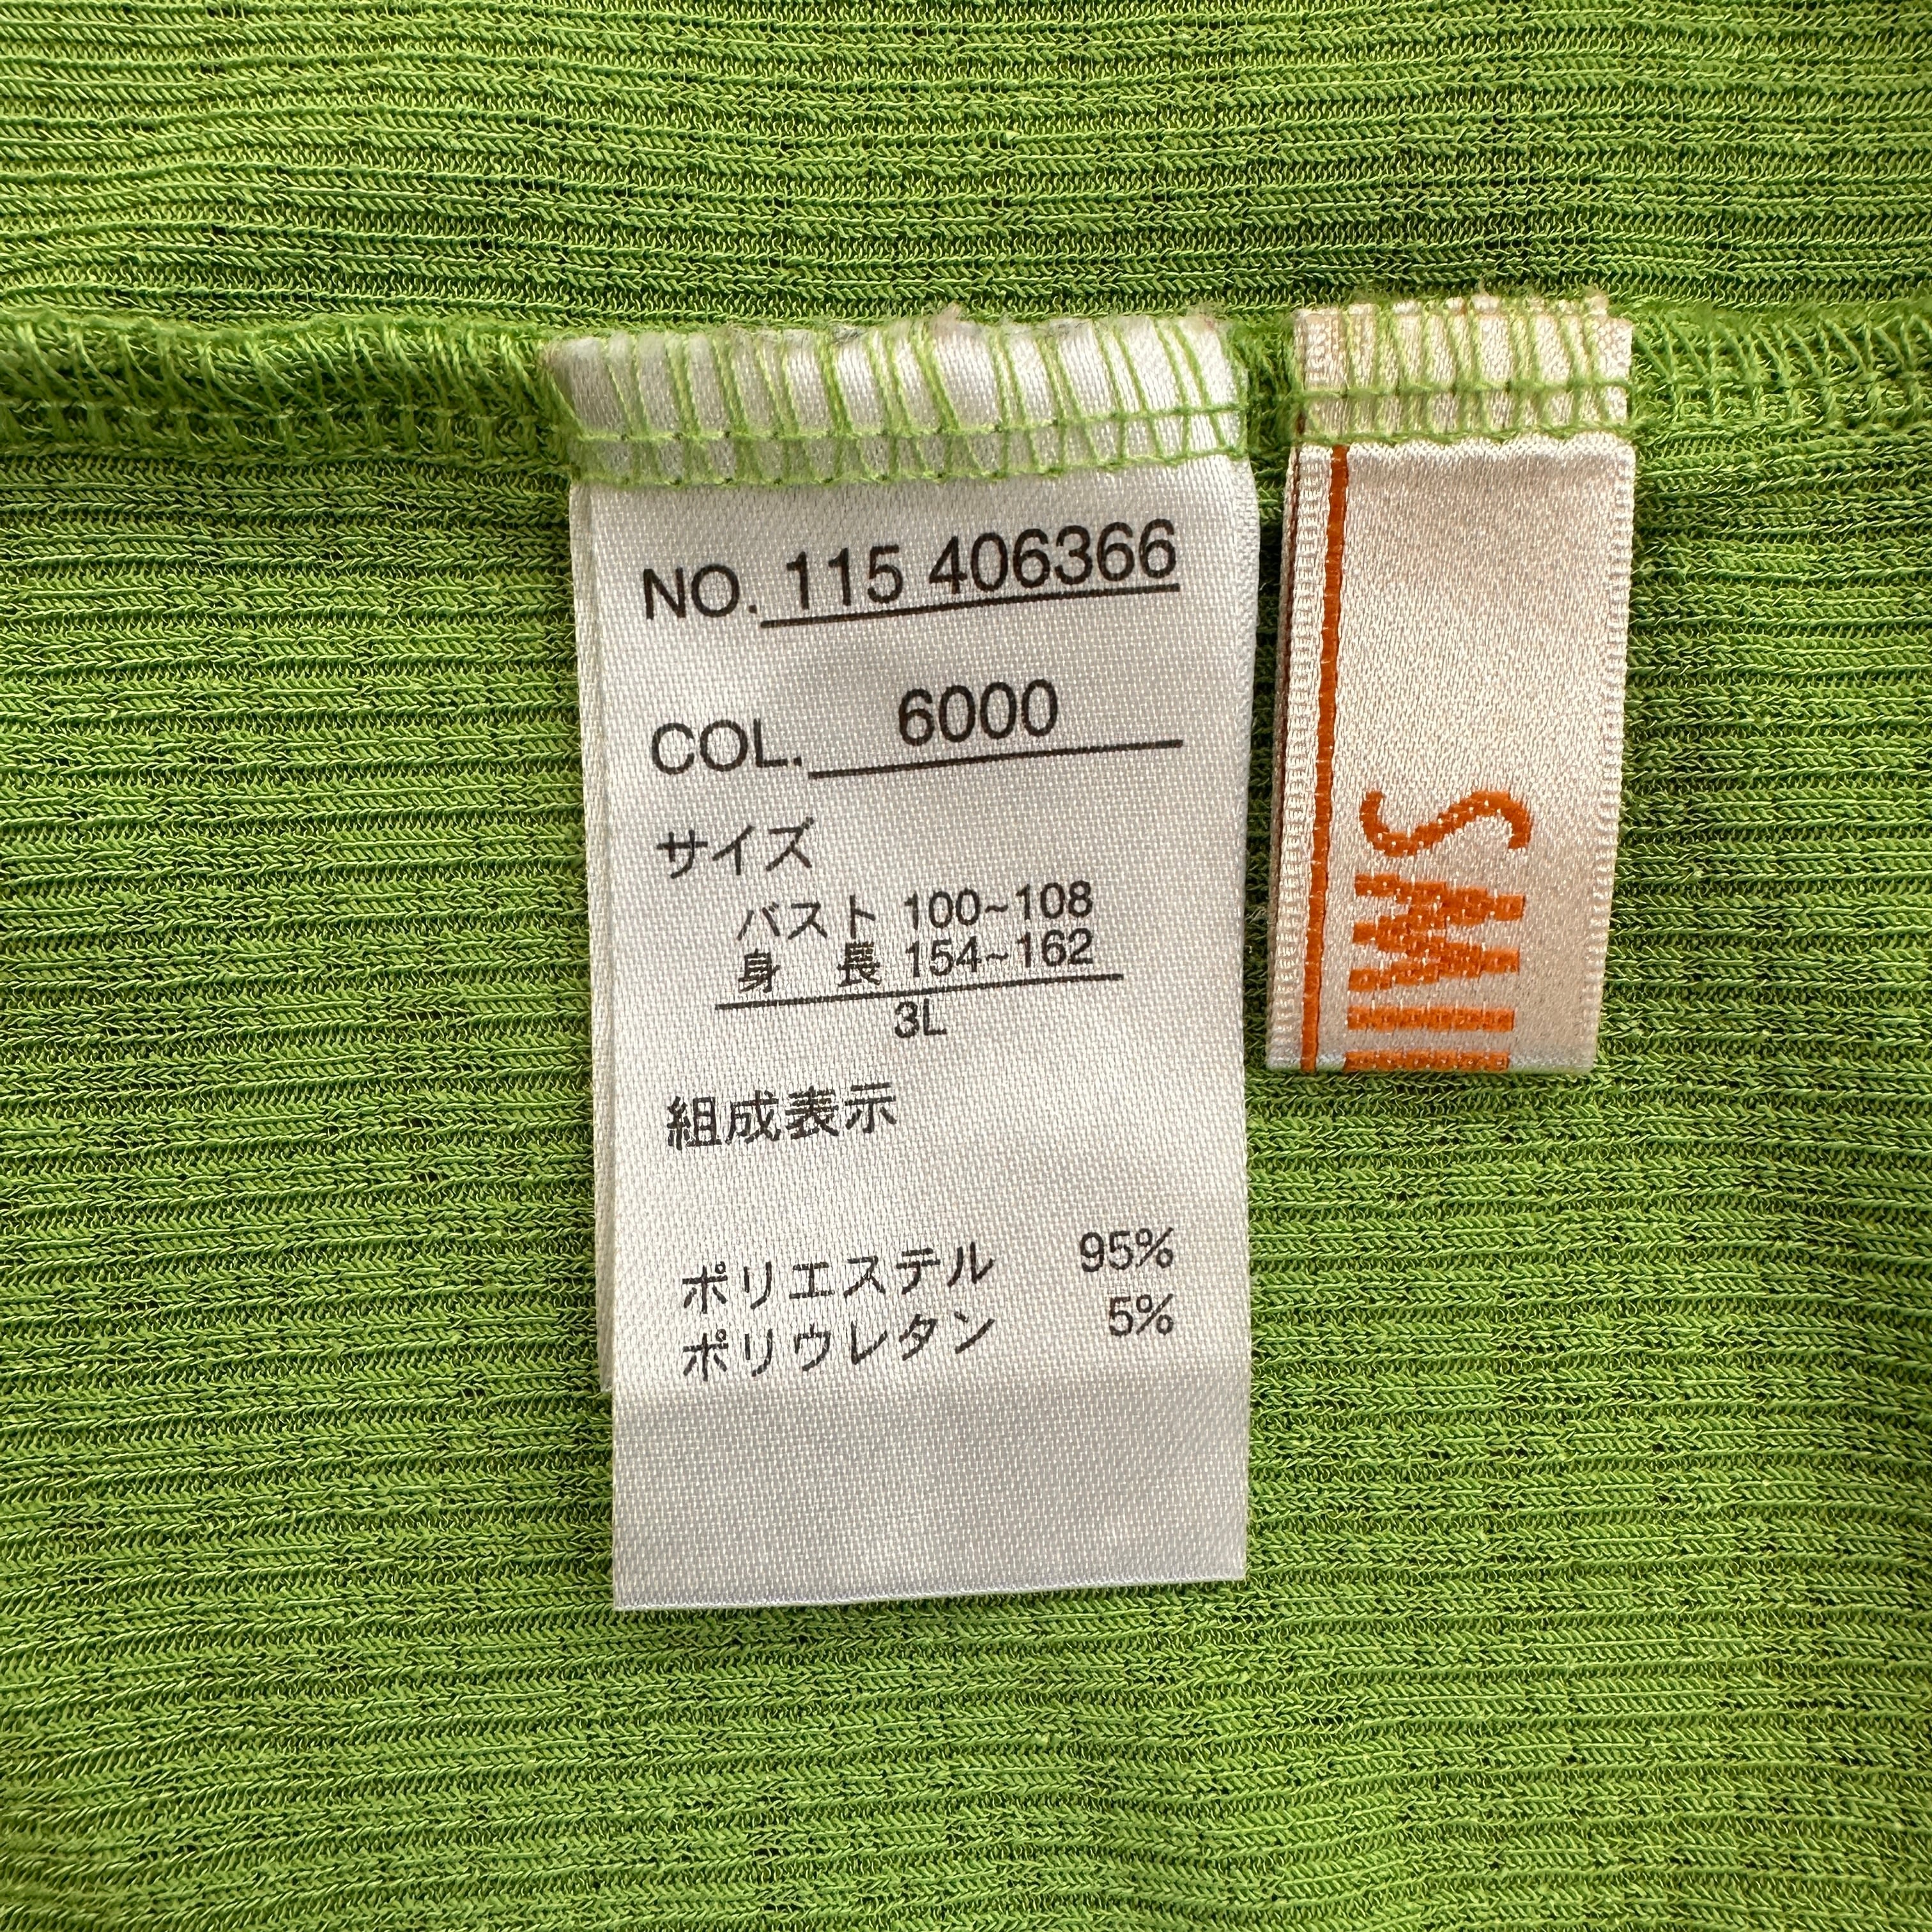 NO. 115 406366
COL. 6000
サイズ
バスト 100~108
身 長 154~162
3L
組成表示
ポリエステル 95%
ポリウレタン 5%